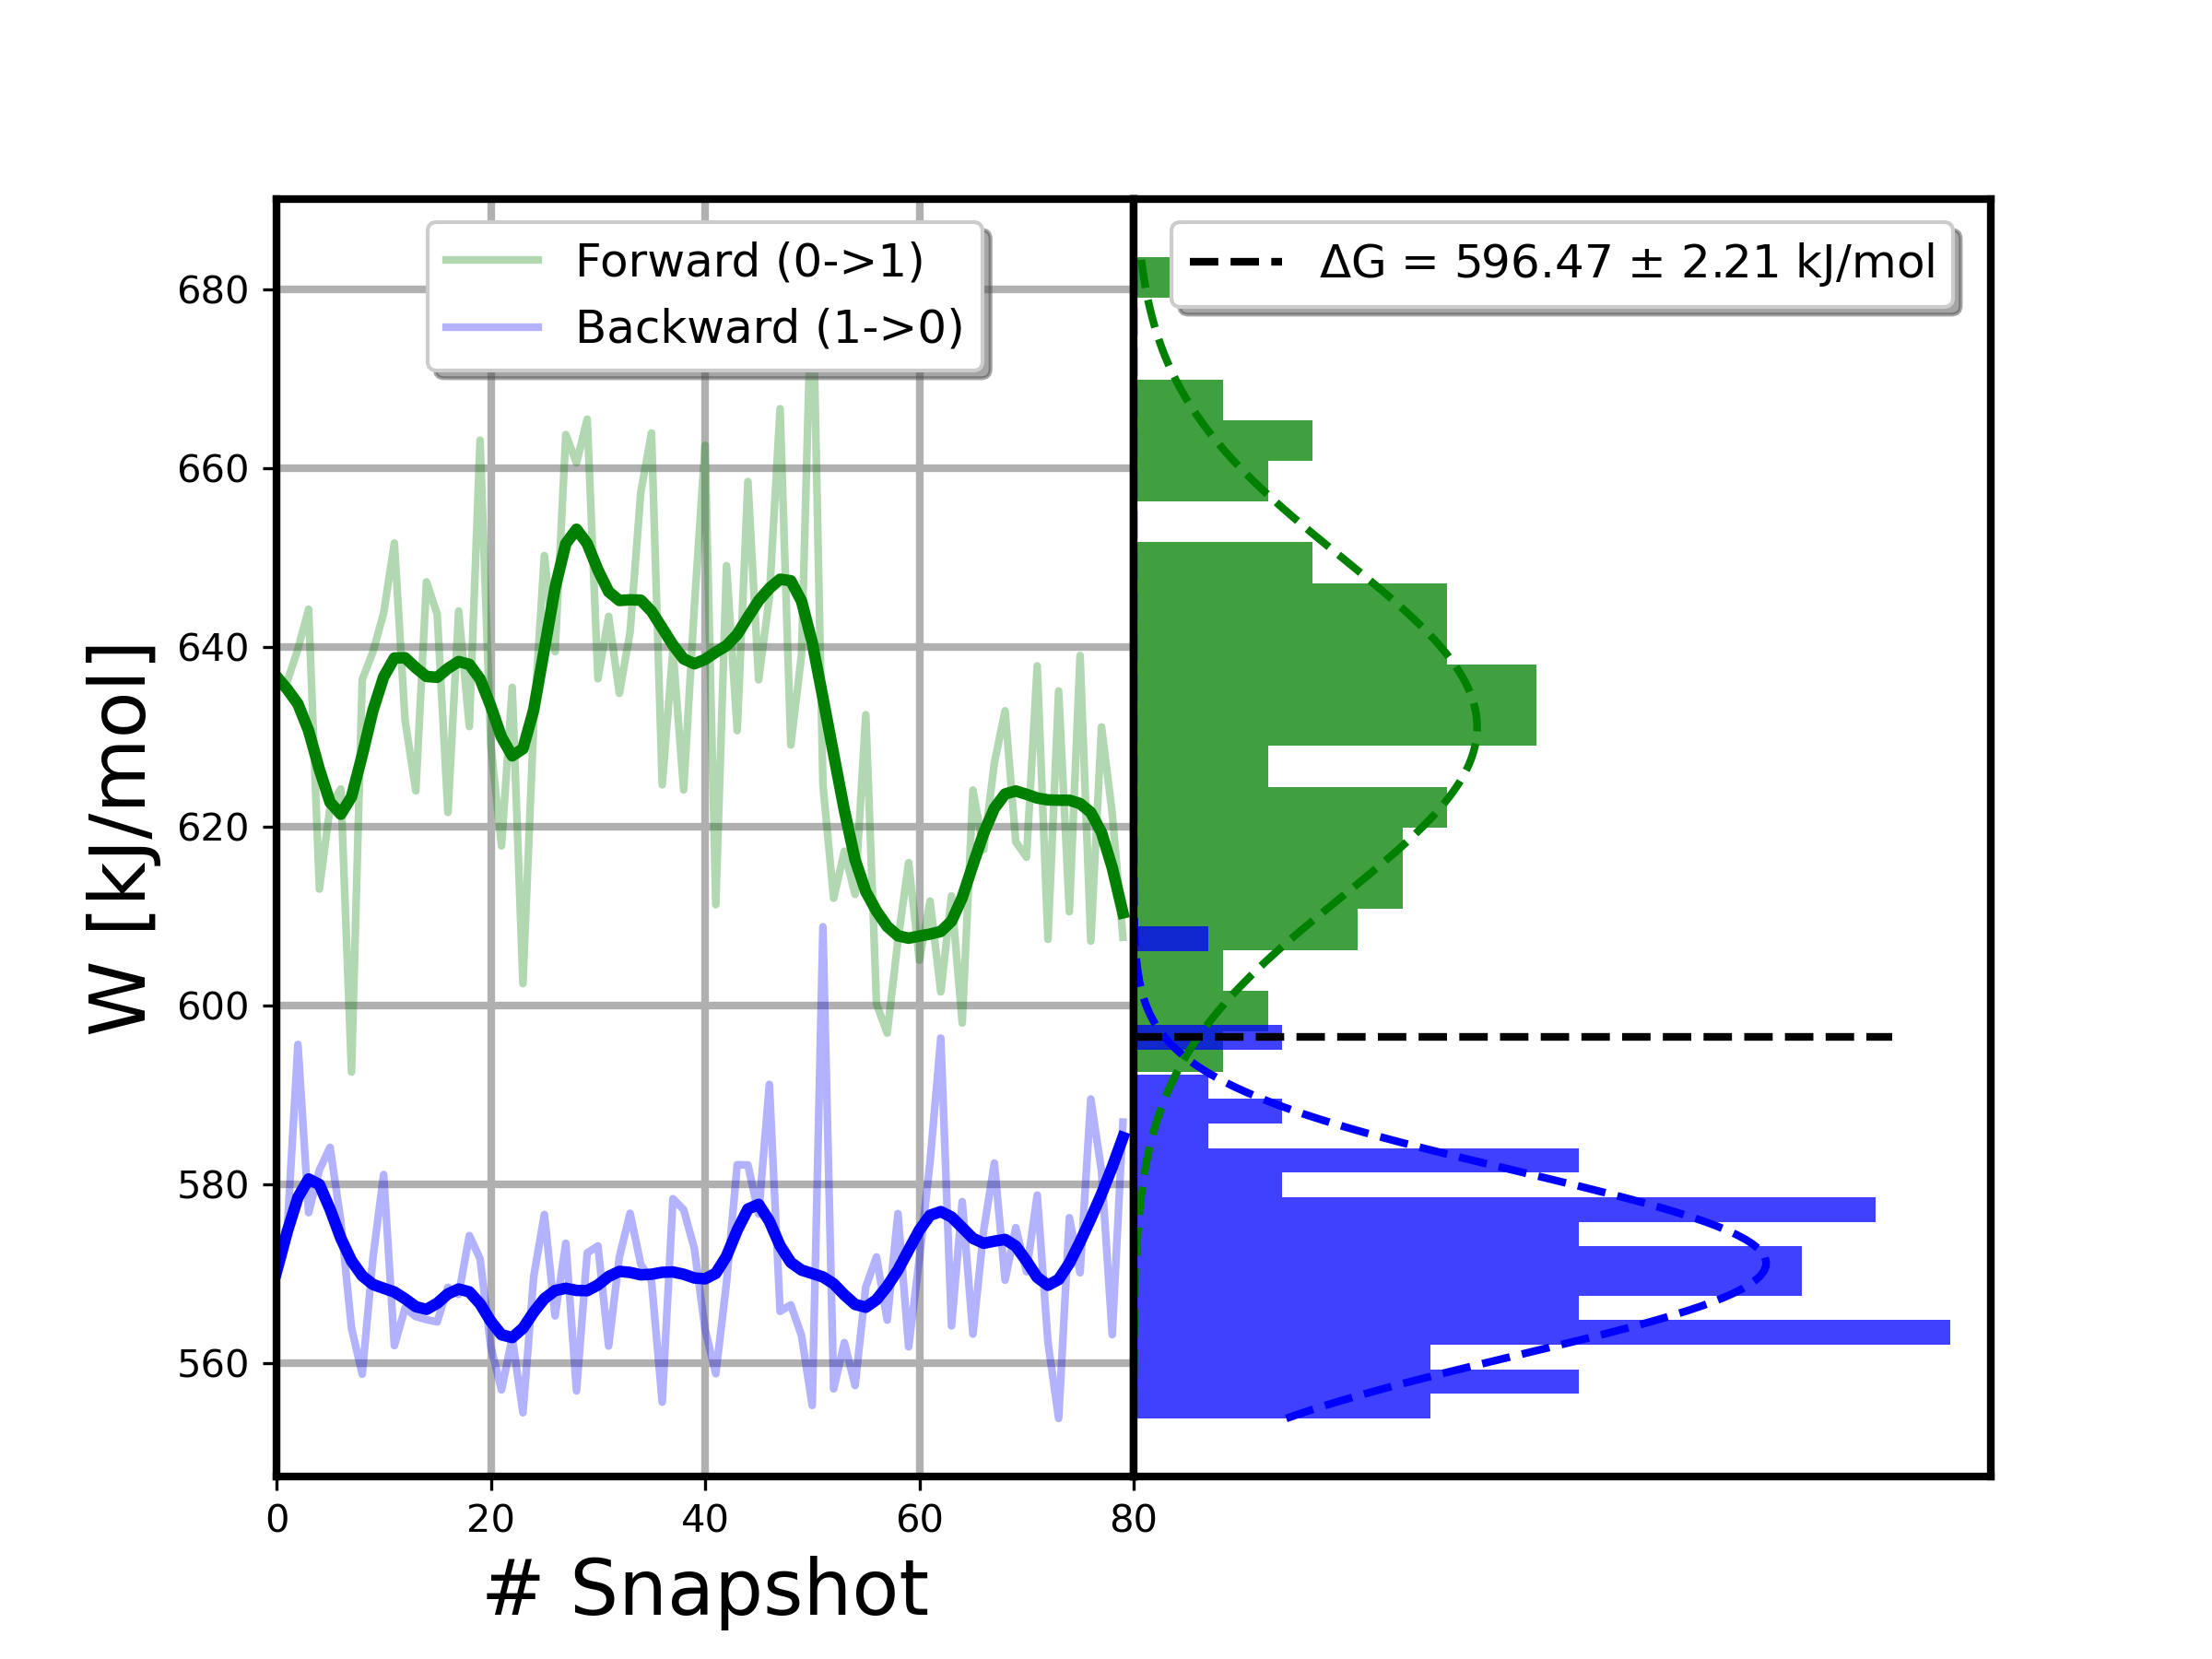 Forward (0->1)
Backward (1->0)
ΔG = 596.47 ± 2.21 kJ/mol
W [kJ/mol]
680
660
640
620
600
580
560
0 20 40 60 80
# Snapshot